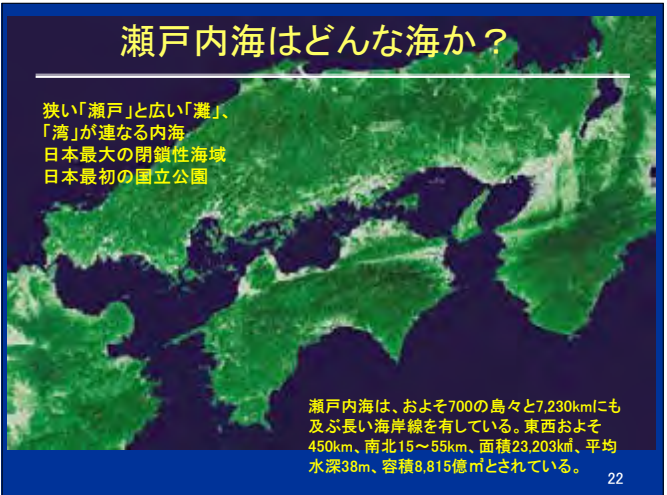 瀬戸内海はどんな海か？
狭い「瀬戸」と広い「灘」、
「湾」が連なる内海
日本最大の閉鎖性海域
日本最初の国立公園
瀬戸内海は、およそ700の島々と7,230kmにも
及ぶ長い海岸線を有している。東西およそ
450km、南北15～55km、面積23,203k㎡、平均
水深38m、容積8,815億㎡とされている。
22